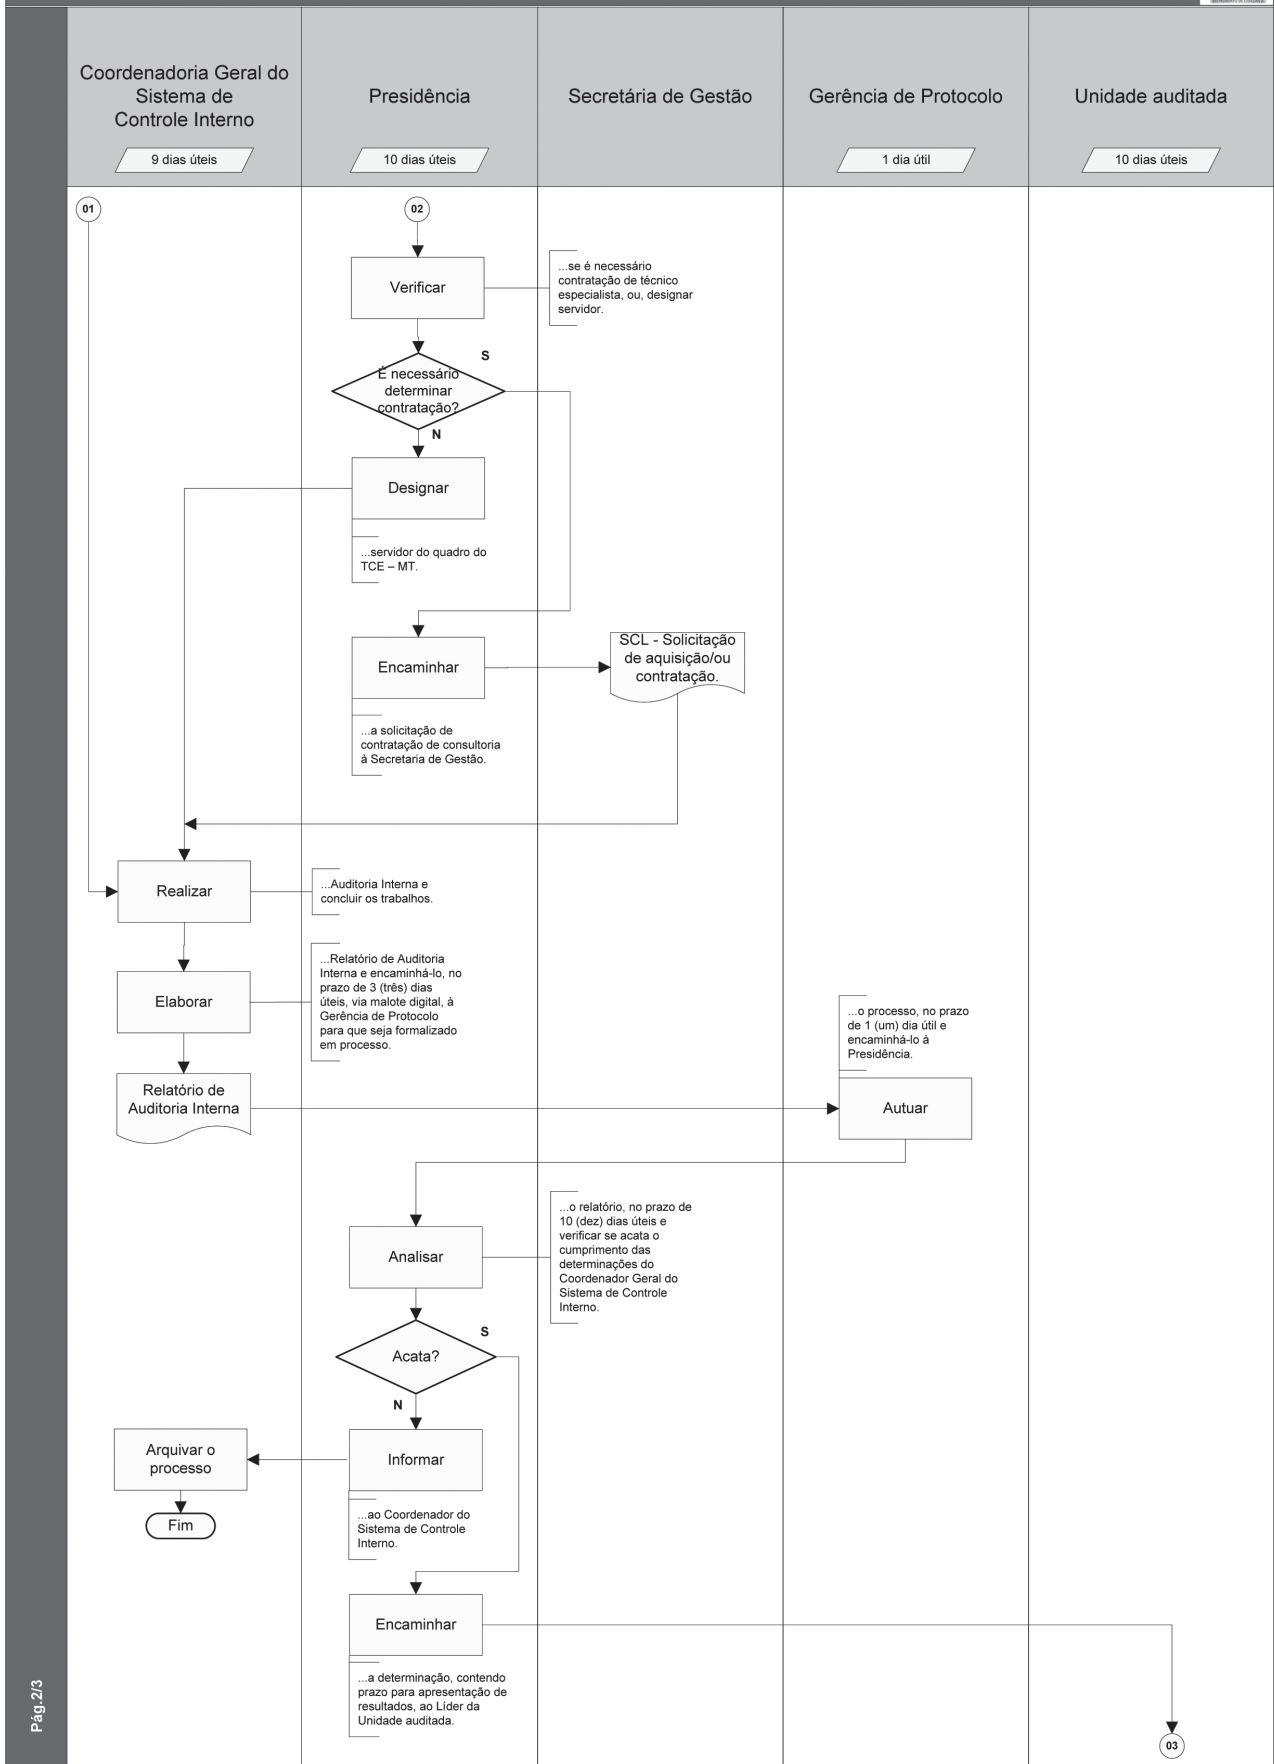 Coordenadoria Geral do
Sistema de
Controle Interno
9 dias úteis
Presidência
10 dias úteis
Secretária de Gestão
Gerência de Protocolo
1 dia útil
Unidade auditada
10 dias úteis
01
02
Verificar
...se é necessário
contratação de técnico
especialista, ou, designar
servidor.
S
É necessário
determinar
contratação?
N
Designar
...servidor do quadro do
TCE – MT.
Encaminhar
...a solicitação de
contratação de consultoria
à Secretaria de Gestão.
SCL - Solicitação
de aquisição/ou
contratação.
Realizar
...Auditoria Interna e
concluir os trabalhos.
Elaborar
...Relatório de Auditoria
Interna e encaminhá-lo, no
prazo de 3 (três) dias
úteis, via malote digital, à
Gerência de Protocolo
para que seja formalizado
em processo.
Relatório de
Auditoria Interna
...o processo, no prazo
de 1 (um) dia útil e
encaminhá-lo à
Presidência.
Autuar
Analisar
...o relatório, no prazo de
10 (dez) dias úteis e
verificar se acata o
cumprimento das
determinações do
Coordenador Geral do
Sistema de Controle
Interno.
S
Acata?
N
Informar
...ao Coordenador do
Sistema de Controle
Interno.
Arquivar o
processo
Fim
Encaminhar
...a determinação, contendo
prazo para apresentação de
resultados, ao Líder da
Unidade auditada.
03
Pág.2/3